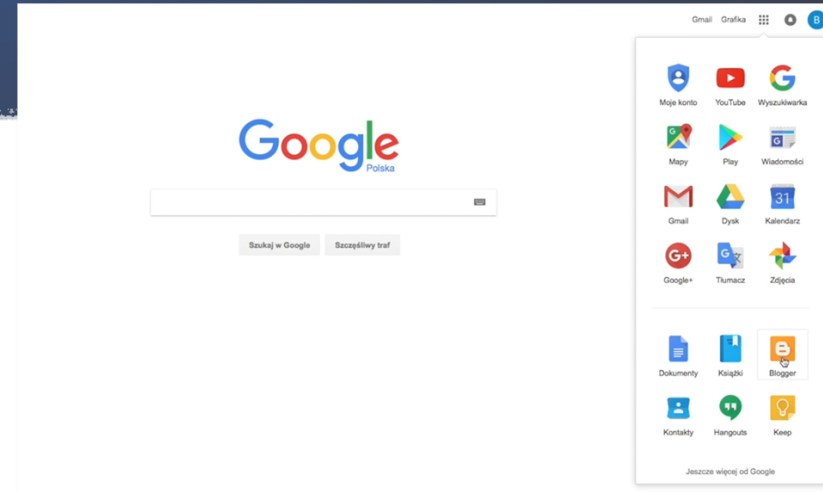 Gmail Grafika B
Moje konto YouTube Wyszukiwarka
Google
Polska
G
Mapy Play Wiadomości
31
Gmail Dysk Kalendarz
Szukaj w Google Szczęśliwy traf
G+ G
Google+ Tłumacz Zdjęcia
Dokumenty Książki Blogger
Kontakty Hangouts Keep
Jeszcze więcej od Google